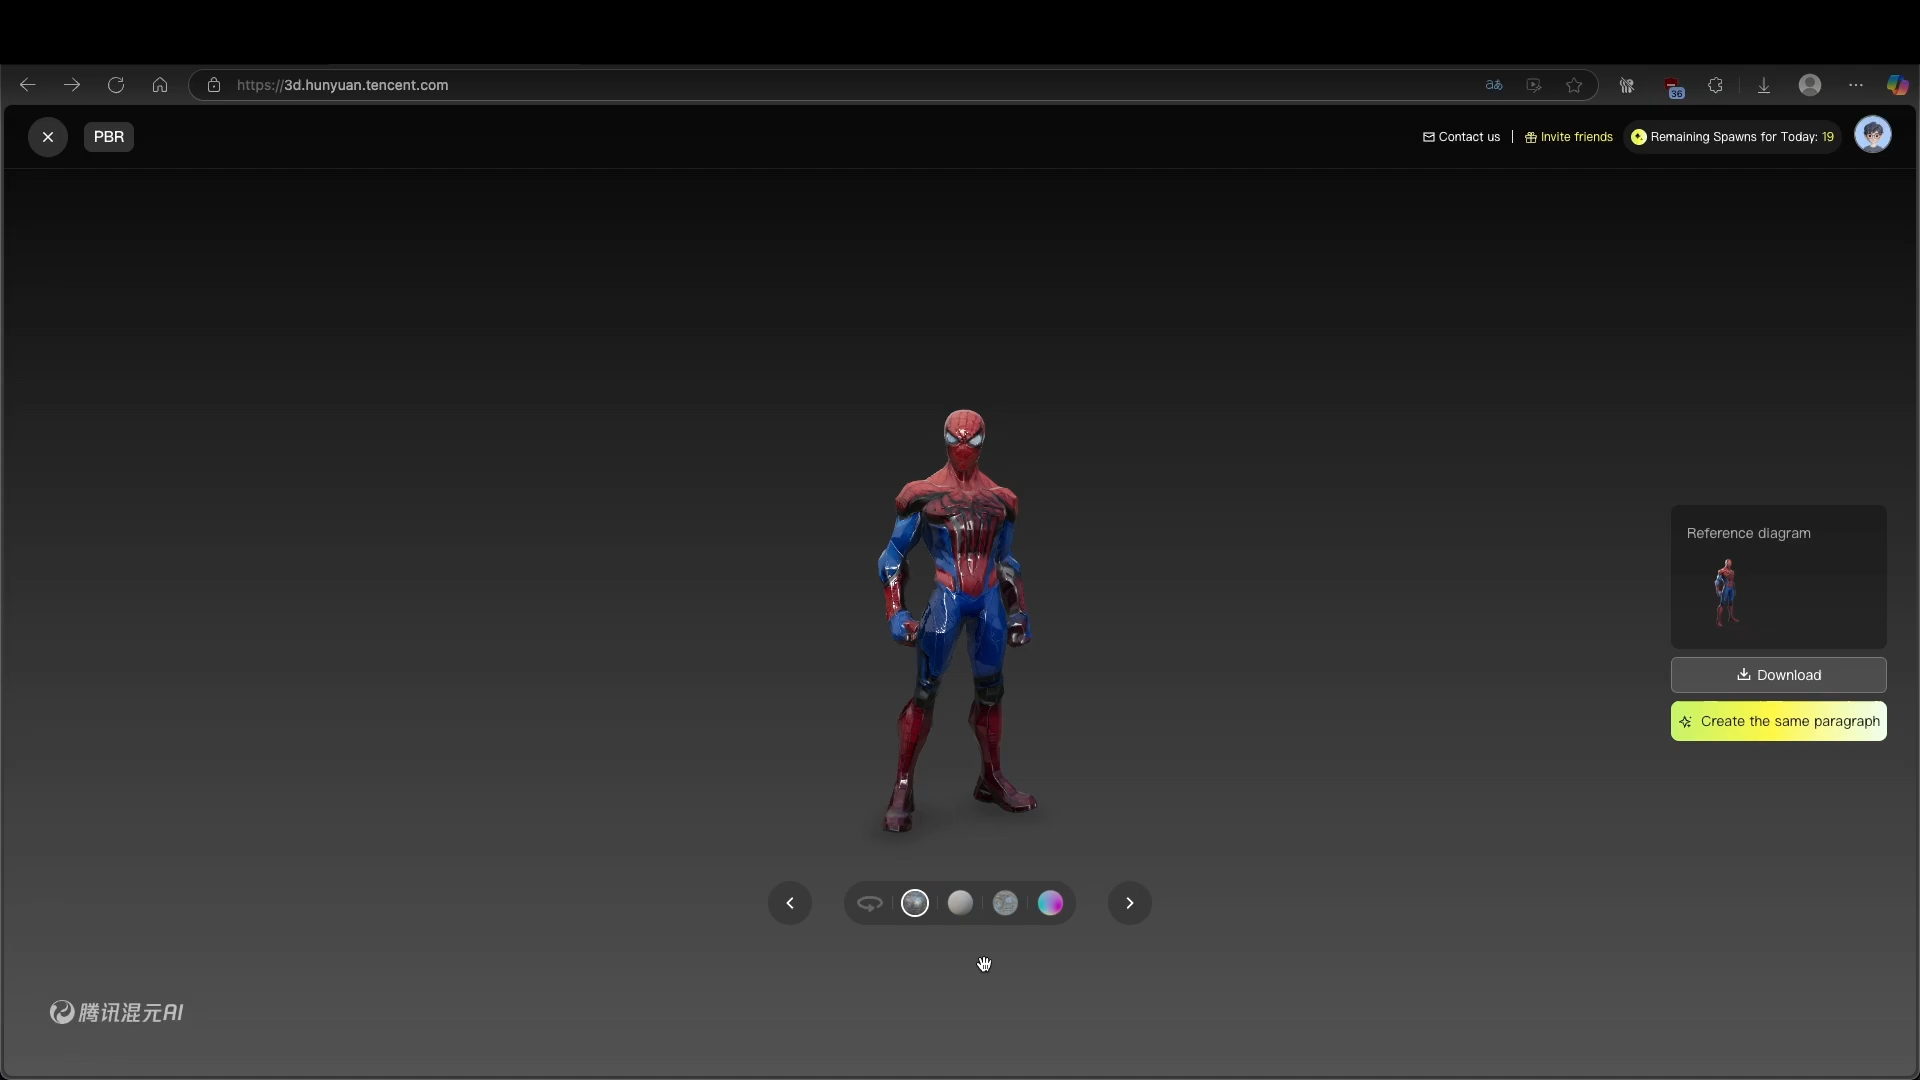 https://3d.hunyuan.tencent.com
36
PBR
Contact us
Invite friends
Remaining Spawns for Today: 19
Reference diagram
Download
Create the same paragraph
腾讯混元AI